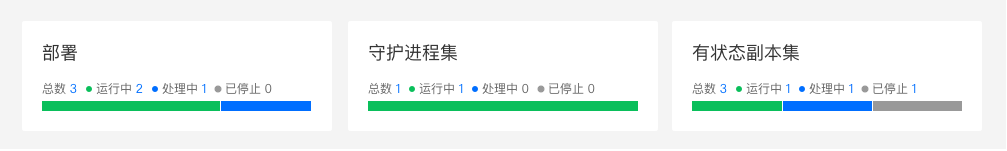 部署
总数 3 运行中 2 处理中 1 已停止 0
守护进程集
总数 1 运行中 1 处理中 0 已停止 0
有状态副本集
总数 3 运行中 1 处理中 1 已停止 1